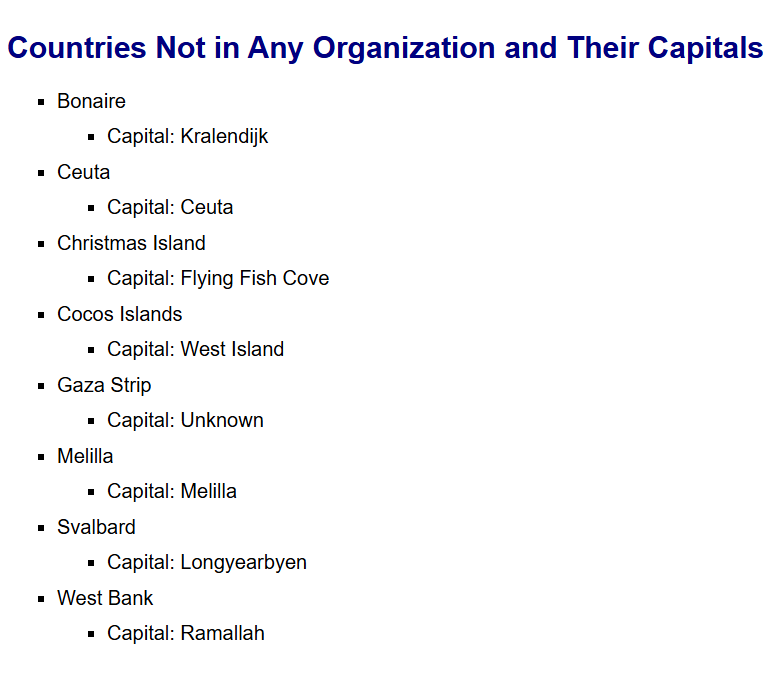 Countries Not in Any Organization and Their Capitals
Bonaire
Capital: Kralendijk
Ceuta
Capital: Ceuta
Christmas Island
Capital: Flying Fish Cove
Cocos Islands
Capital: West Island
Gaza Strip
Capital: Unknown
Melilla
Capital: Melilla
Svalbard
Capital: Longyearbyen
West Bank
Capital: Ramallah